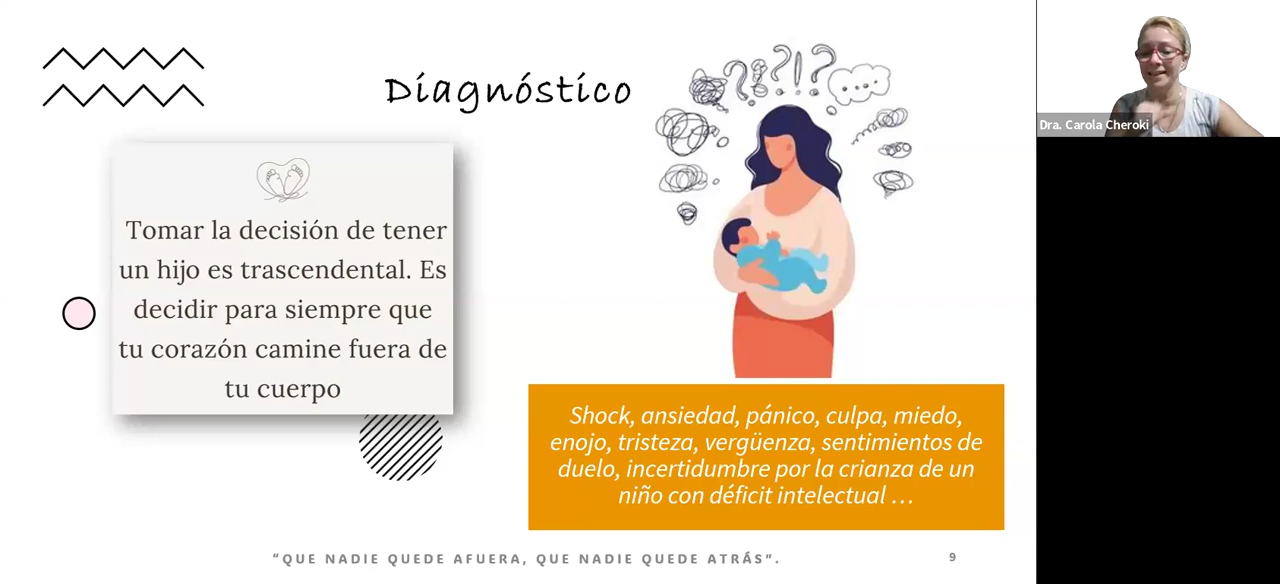 Diagnóstico
Tomar la decisión de tener
un hijo es trascendental. Es
decidir para siempre que
tu corazón camine fuera de
tu cuerpo
?!?!?
Shock, ansiedad, pánico, culpa, miedo,
enojo, tristeza, vergüenza, sentimientos de
duelo, incertidumbre por la crianza de un
niño con déficit intelectual ...
"QUE NADIE QUEDE AFUERA, QUE NADIE QUEDE ATRÁS".
9
Dra. Carola Cheroki